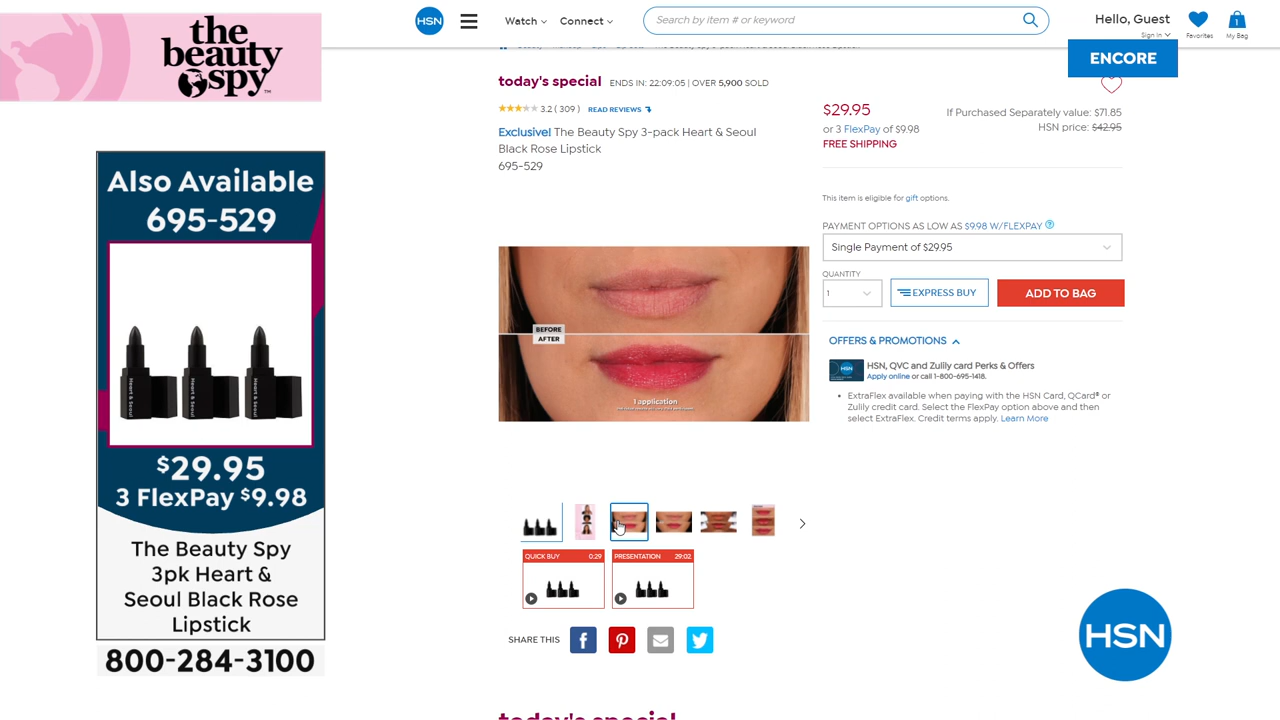 the
beauty
spy™
Also Available
695-529
Heart & Seoul
Heart & Seoul
Heart & Seoul
$29.95
3 FlexPay $9.98
The Beauty Spy
3pk Heart &
Seoul Black Rose
Lipstick
800-284-3100
HSN
Watch
Connect
Search by item # or keyword
Hello, Guest
Sign in
Favorites
1
My Bag
ENCORE
today's special ENDS IN: 22:09:05 | OVER 5,900 SOLD
3.2 ( 309 ) READ REVIEWS
Exclusive! The Beauty Spy 3-pack Heart & Seoul
Black Rose Lipstick
695-529
BEFORE
AFTER
1 application
QUICK BUY 0:29
PRESENTATION 29:02
SHARE THIS
$29.95
or 3 FlexPay of $9.98
FREE SHIPPING
If Purchased Separately value: $71.85
HSN price: $42.95
This item is eligible for gift options.
PAYMENT OPTIONS AS LOW AS $9.98 W/FLEXPAY ?
Single Payment of $29.95
QUANTITY
1
EXPRESS BUY
ADD TO BAG
OFFERS & PROMOTIONS
HSN
HSN, QVC and Zulily card Perks & Offers
Apply online or call 1-800-695-1418.
• ExtraFlex available when paying with the HSN Card, QCard® or
Zulily credit card. Select the FlexPay option above and then
select ExtraFlex. Credit terms apply. Learn More
HSN
today's special